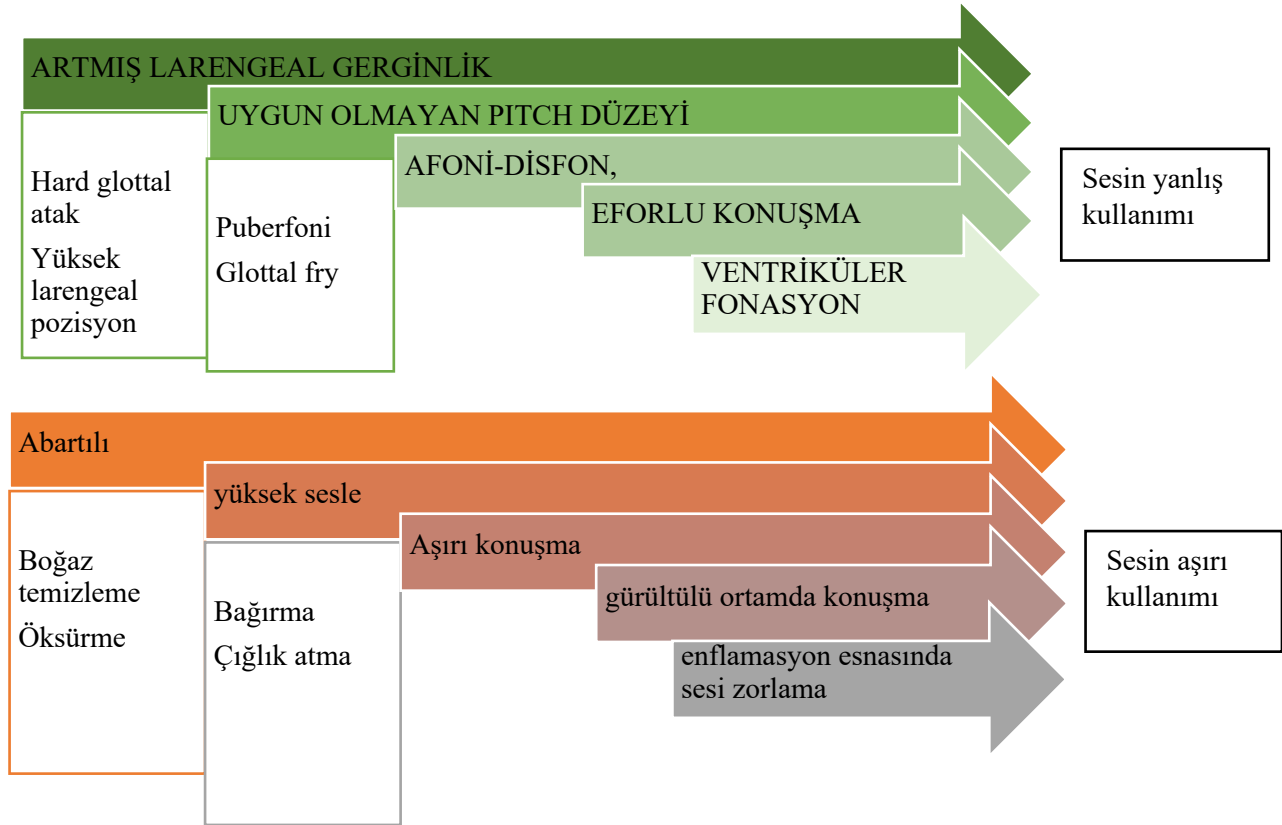 ARTMIŞ LARENGEAL GERGİNLİK
UYGUN OLMAYAN PITCH DÜZEYİ
AFONİ-DİSFON,
EFORLU KONUŞMA
VENTRİKÜLER
FONASYON
Hard glottal
atak
Yüksek
larengeal
pozisyon
Puberfoni
Glottal fry
Sesin yanlış
kullanımı
Abartılı
yüksek sesle
Aşırı konuşma
gürültülü ortamda konuşma
enflamasyon esnasında
sesi zorlama
Boğaz
temizleme
Öksürme
Bağırma
Çığlık atma
Sesin aşırı
kullanımı